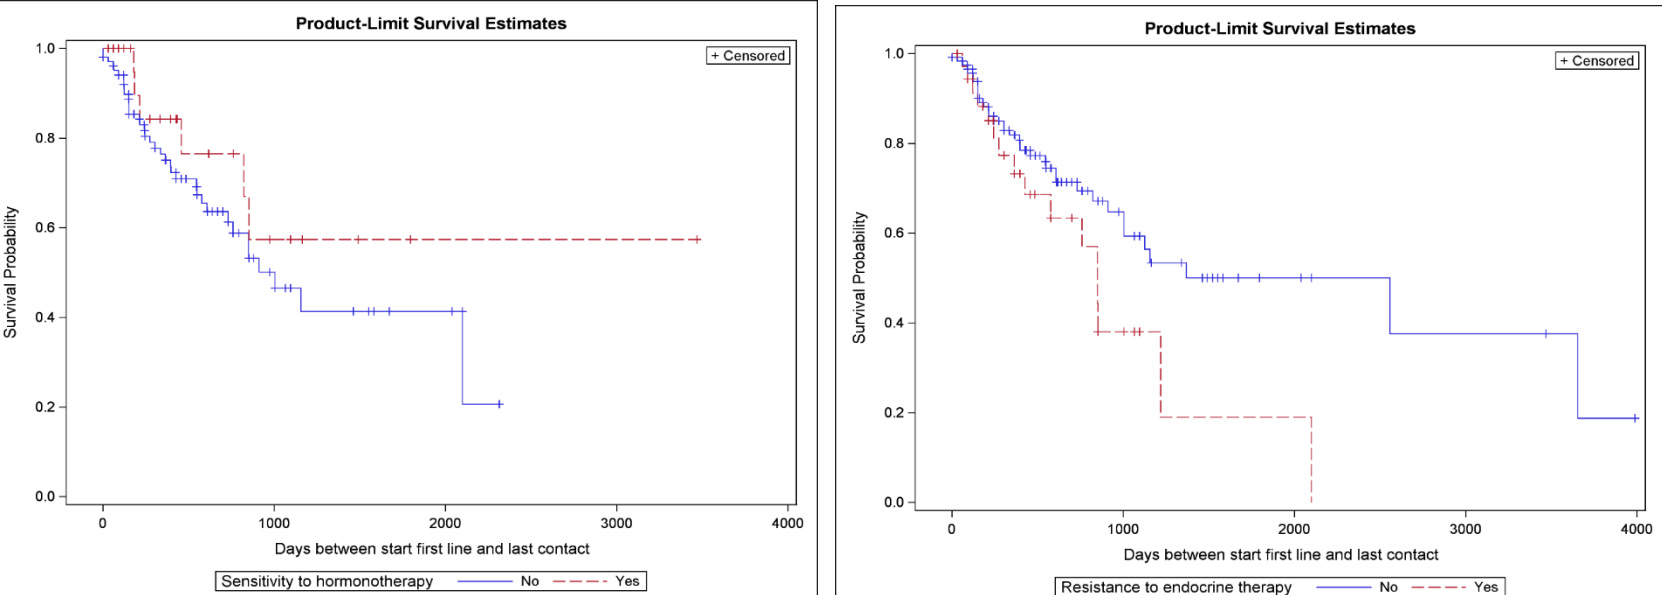 Product-Limit Survival Estimates
+ Censored
1.0
0.8
0.6
0.4
0.2
0.0
Survival Probability
0 1000 2000 3000 4000
Days between start first line and last contact
Sensitivity to hormonotherapy No Yes
Product-Limit Survival Estimates
+ Censored
1.0
0.8
0.6
0.4
0.2
0.0
Survival Probability
0 1000 2000 3000 4000
Days between start first line and last contact
Resistance to endocrine therapy No Yes